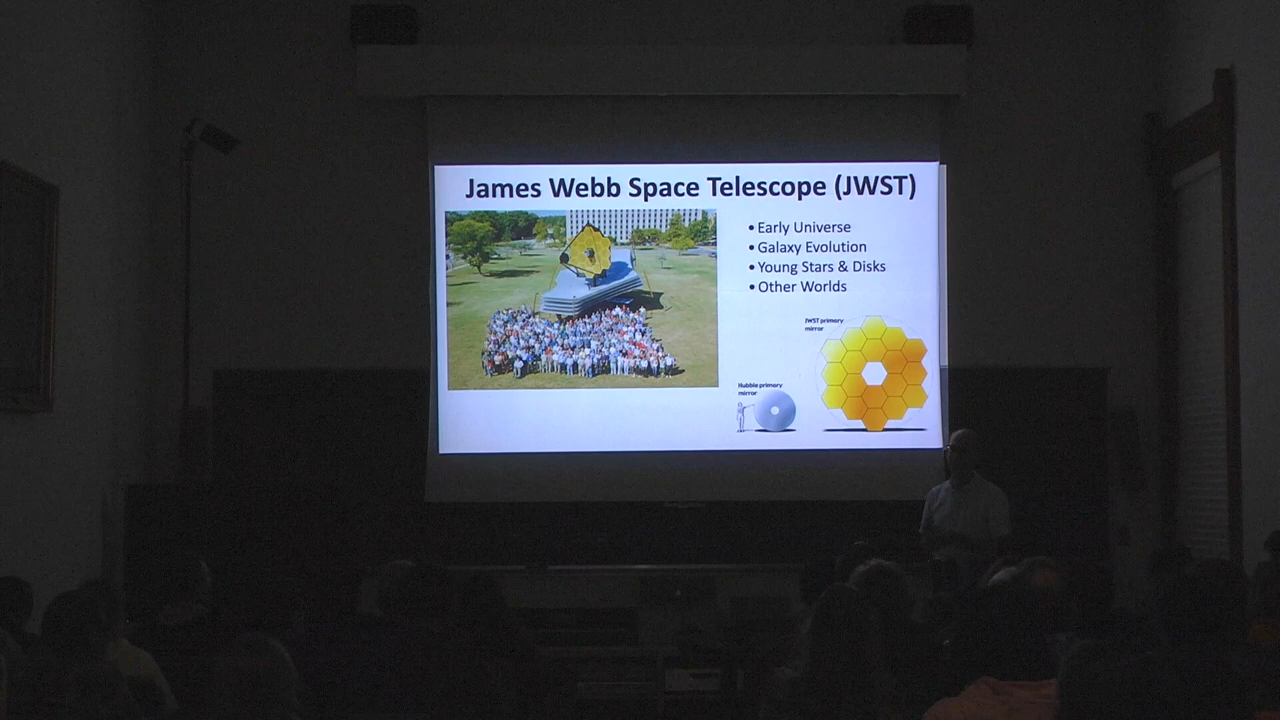 James Webb Space Telescope (JWST)
• Early Universe
• Galaxy Evolution
• Young Stars & Disks
• Other Worlds
JWST primary
mirror
Hubble primary
mirror